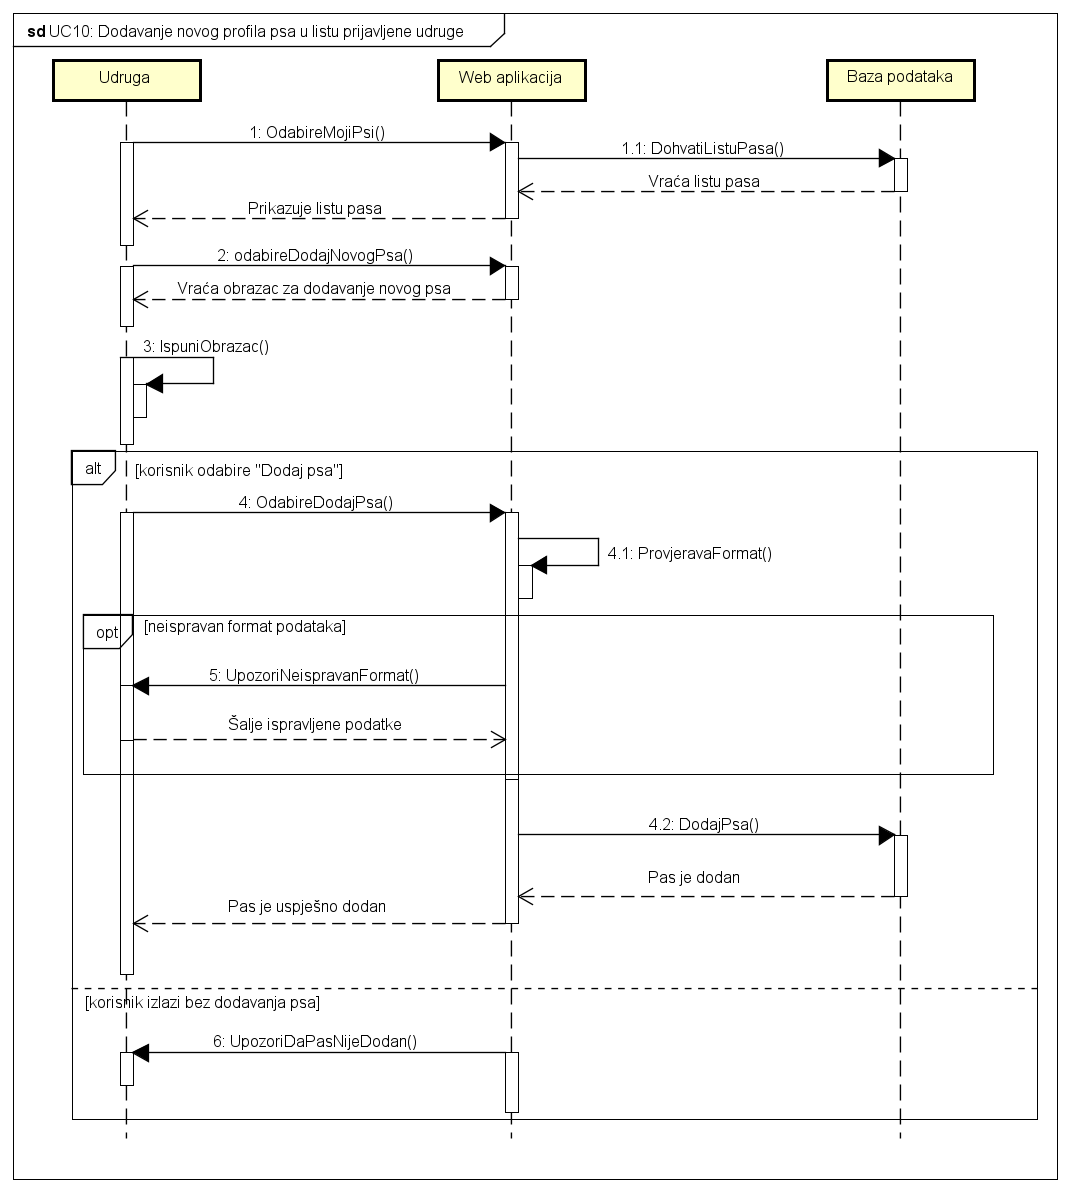 sd UC10: Dodavanje novog profila psa u listu prijavljene udruge
Udruga
Web aplikacija
Baza podataka
1: OdabireMojiPsi()
1.1: DohvatiListuPasa()
Vraća listu pasa
Prikazuje listu pasa
2: odabireDodajNovogPsa()
Vraća obrazac za dodavanje novog psa
3: IspuniObrazac()
alt
[korisnik odabire "Dodaj psa"]
4: OdabireDodajPsa()
4.1: ProvjeravaFormat()
opt
[neispravan format podataka]
5: UpozoriNeispravanFormat()
Šalje ispravljene podatke
4.2: DodajPsa()
Pas je dodan
Pas je uspješno dodan
[korisnik izlazi bez dodavanja psa]
6: UpozoriDaPasNijeDodan()